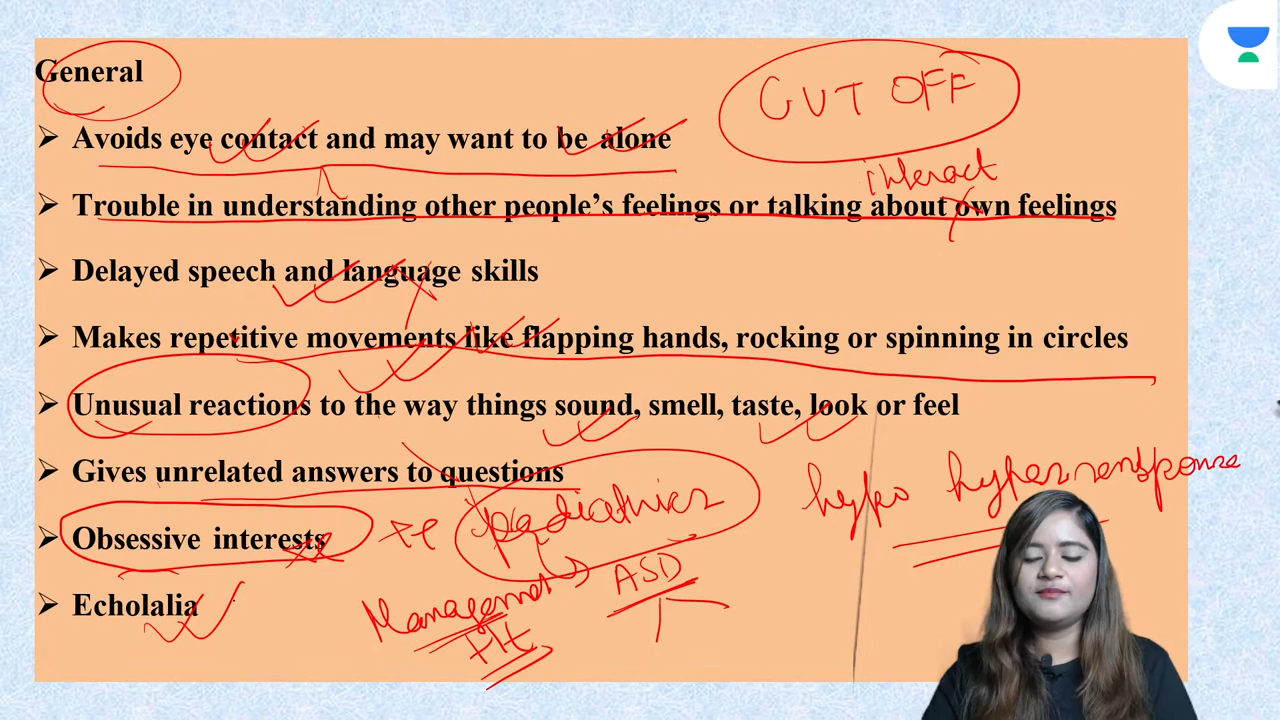 General
CUT OFF
➢ Avoids eye contact and may want to be alone
interact
➢ Trouble in understanding other people's feelings or talking about own feelings
➢ Delayed speech and language skills
➢ Makes repetitive movements like flapping hands, rocking or spinning in circles
➢ Unusual reactions to the way things sound, smell, taste, look or feel
➢ Gives unrelated answers to questions
hypo hyper response
pediatrics
➢ Obsessive interests
Management ASD
➢ Echolalia